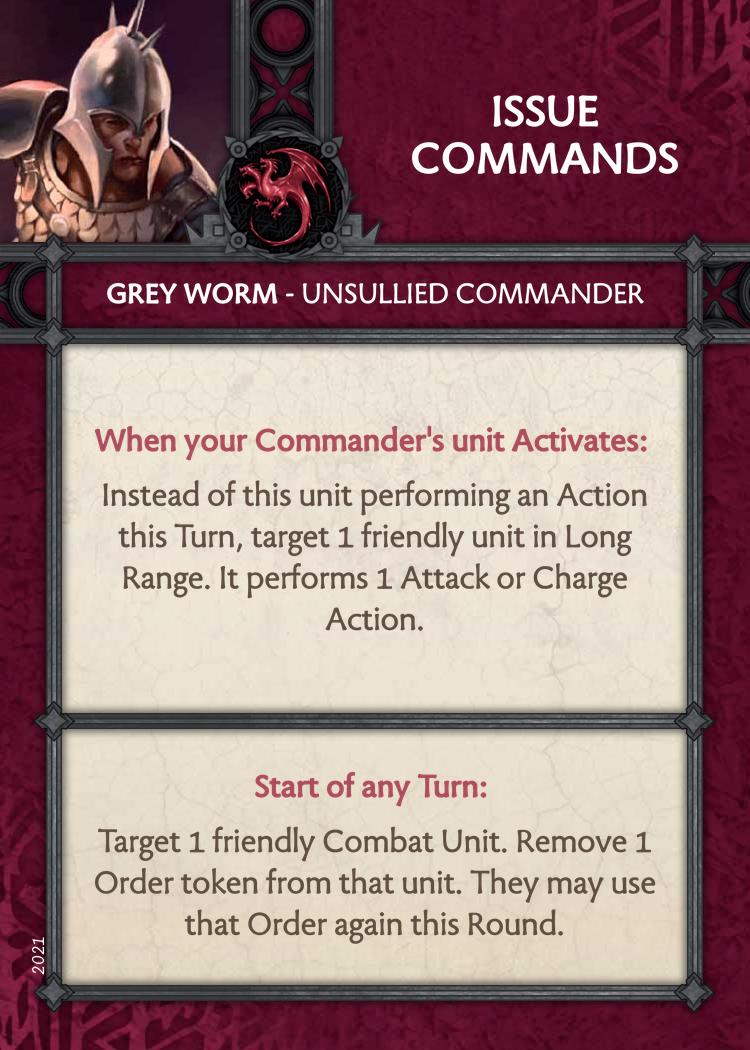 ISSUE
COMMANDS
GREY WORM - UNSULLIED COMMANDER
When your Commander's unit Activates:
Instead of this unit performing an Action
this Turn, target 1 friendly unit in Long
Range. It performs 1 Attack or Charge
Action.
Start of any Turn:
Target 1 friendly Combat Unit. Remove 1
Order token from that unit. They may use
that Order again this Round.
2021